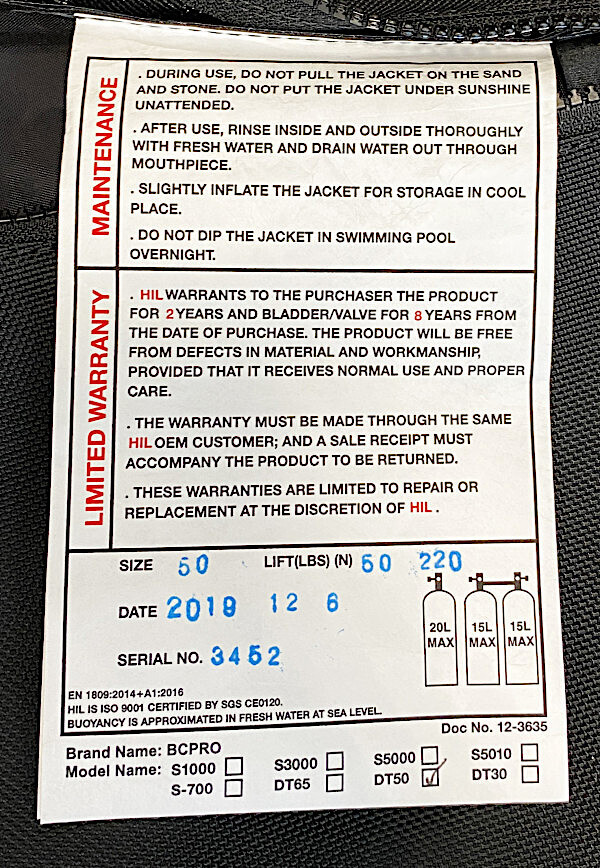 MAINTENANCE
. DURING USE, DO NOT PULL THE JACKET ON THE SAND
AND STONE. DO NOT PUT THE JACKET UNDER SUNSHINE
UNATTENDED.
. AFTER USE, RINSE INSIDE AND OUTSIDE THOROUGHLY
WITH FRESH WATER AND DRAIN WATER OUT THROUGH
MOUTHPIECE.
. SLIGHTLY INFLATE THE JACKET FOR STORAGE IN COOL
PLACE.
. DO NOT DIP THE JACKET IN SWIMMING POOL
OVERNIGHT.
LIMITED WARRANTY
. HIL WARRANTS TO THE PURCHASER THE PRODUCT
FOR 2 YEARS AND BLADDER/VALVE FOR 8 YEARS FROM
THE DATE OF PURCHASE. THE PRODUCT WILL BE FREE
FROM DEFECTS IN MATERIAL AND WORKMANSHIP,
PROVIDED THAT IT RECEIVES NORMAL USE AND PROPER
CARE.
. THE WARRANTY MUST BE MADE THROUGH THE SAME
HIL OEM CUSTOMER; AND A SALE RECEIPT MUST
ACCOMPANY THE PRODUCT TO BE RETURNED.
. THESE WARRANTIES ARE LIMITED TO REPAIR OR
REPLACEMENT AT THE DISCRETION OF HIL .
SIZE 50 LIFT(LBS) (N) 50 220
DATE 2019 12 6
SERIAL NO. 3452
20L MAX 15L MAX 15L MAX
EN 1809:2014+A1:2016
HIL IS ISO 9001 CERTIFIED BY SGS CE0120.
BUOYANCY IS APPROXIMATED IN FRESH WATER AT SEA LEVEL.
Doc No. 12-3635
Brand Name: BCPRO
Model Name: S1000 S3000 S5000 S5010
S-700 DT65 DT50 DT30